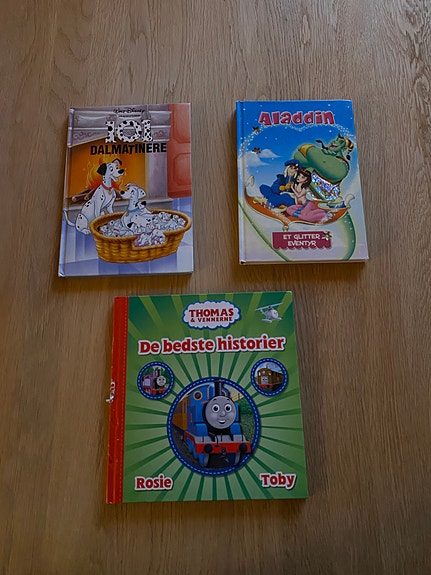 Walt Disney
101
DALMATINERE
Aladdin
ET GLITTER
EVENTYR
THOMAS
& VENNERNE
De bedste historier
Rosie
Toby